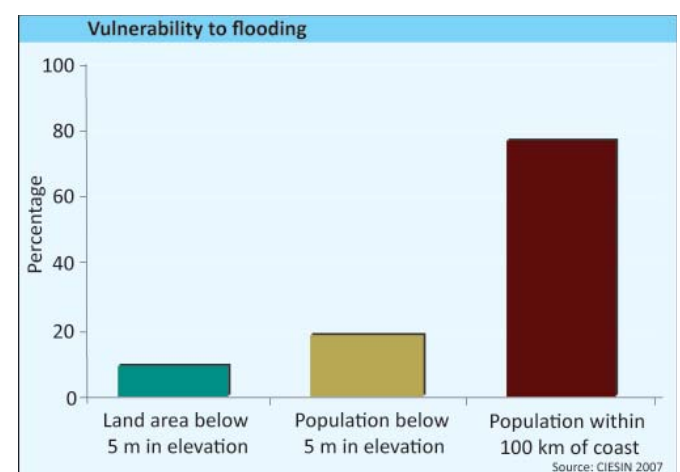 Vulnerability to flooding
Percentage
100
80
60
40
20
0
Land area below
5 m in elevation
Population below
5 m in elevation
Population within
100 km of coast
Source: CIESIN 2007